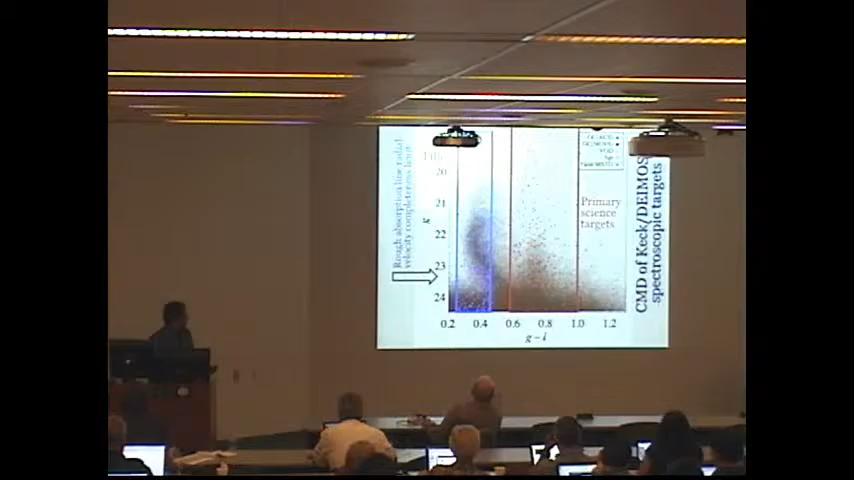 Rough absorption line radial
velocity completeness limit
20
21
22
23
24
g
0.2 0.4 0.6 0.8 1.0 1.2
g – i
Primary
science
targets
CMD of Keck/DEIMOS
spectroscopic targets